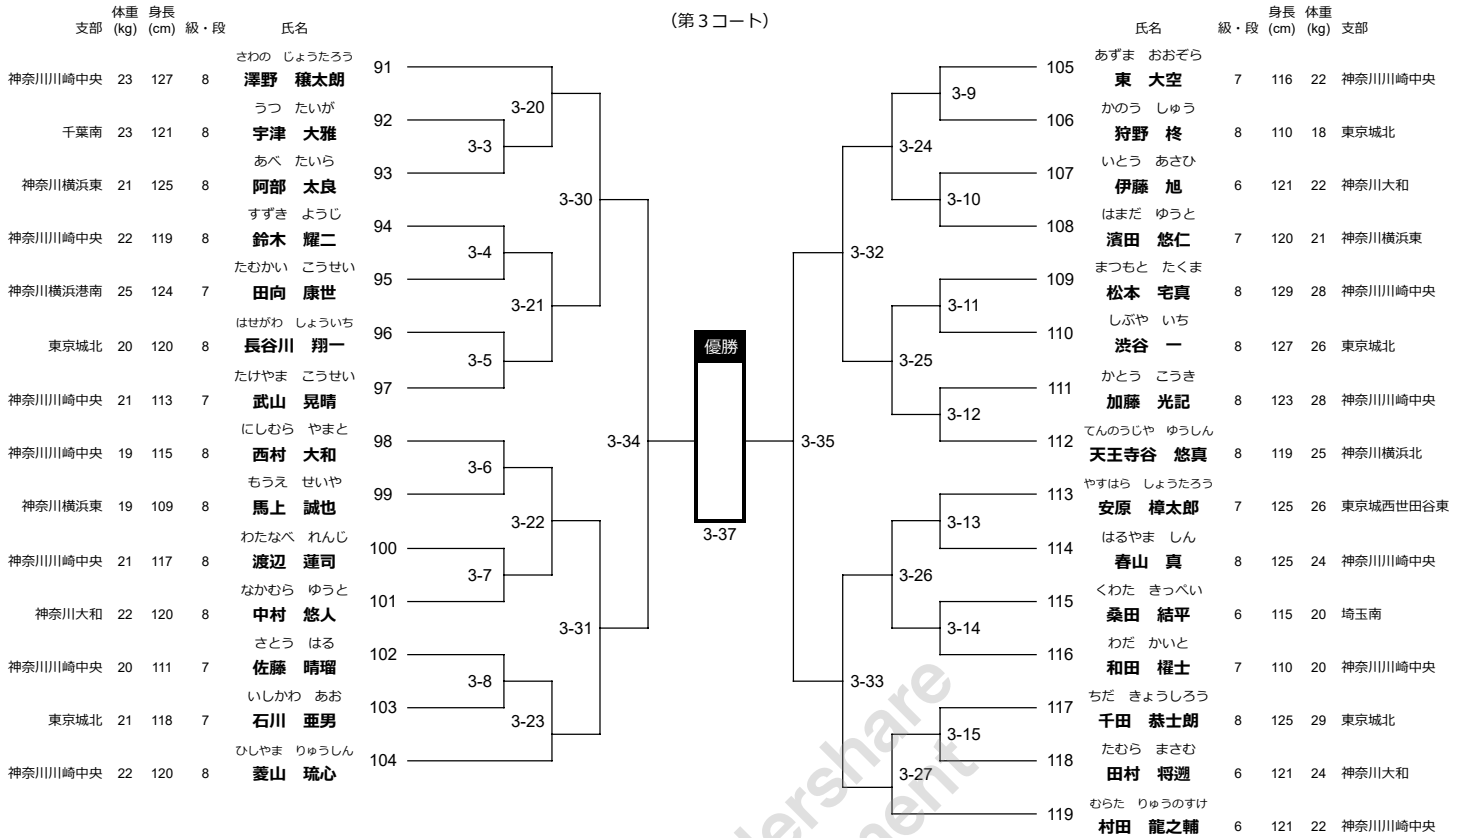 （第３コート）
体重 身長
支部 (kg) (cm) 級・段 氏名
さわの じょうたろう
神奈川川崎中央 23 127 8 澤野 穣太朗 91
うつ たいが
千葉南 23 121 8 宇津 大雅 92
あべ たいら
神奈川横浜東 21 125 8 阿部 太良 93
すずき ようじ
神奈川川崎中央 22 119 8 鈴木 耀二 94
たむかい こうせい
神奈川横浜港南 25 124 7 田向 康世 95
はせがわ しょういち
東京城北 20 120 8 長谷川 翔一 96
たけやま こうせい
神奈川川崎中央 21 113 7 武山 晃晴 97
にしむら やまと
神奈川川崎中央 19 115 8 西村 大和 98
もうえ せいや
神奈川横浜東 19 109 8 馬上 誠也 99
わたなべ れんじ
神奈川川崎中央 21 117 8 渡辺 蓮司 100
なかむら ゆうと
神奈川大和 22 120 8 中村 悠人 101
さとう はる
神奈川川崎中央 20 111 7 佐藤 晴瑠 102
いしかわ あお
東京城北 21 118 7 石川 亜男 103
ひしやま りゅうしん
神奈川川崎中央 22 120 8 菱山 琉心 104
3-20
3-3
3-30
3-4
3-21
3-5
3-34
3-6
3-22
3-7
3-31
3-8
3-23
優勝
3-37
3-9
3-24
3-10
3-32
3-11
3-25
3-12
3-35
3-13
3-26
3-14
3-33
3-15
3-27
身長 体重
氏名 級・段 (cm) (kg) 支部
あずま おおぞら
105 東 大空 7 116 22 神奈川川崎中央
かのう しゅう
106 狩野 柊 8 110 18 東京城北
いとう あさひ
107 伊藤 旭 6 121 22 神奈川大和
はまだ ゆうと
108 濱田 悠仁 7 120 21 神奈川横浜東
まつもと たくま
109 松本 宅真 8 129 28 神奈川川崎中央
しぶや いち
110 渋谷 一 8 127 26 東京城北
かとう こうき
111 加藤 光記 8 123 28 神奈川川崎中央
てんのうじや ゆうしん
112 天王寺谷 悠真 8 119 25 神奈川横浜北
やすはら しょうたろう
113 安原 樟太郎 7 125 26 東京城西世田谷東
はるやま しん
114 春山 真 8 125 24 神奈川川崎中央
くわた きっぺい
115 桑田 結平 6 115 20 埼玉南
わだ かいと
116 和田 櫂士 7 110 20 神奈川川崎中央
ちだ きょうしろう
117 千田 恭士朗 8 125 29 東京城北
たむら まさむ
118 田村 将遡 6 121 24 神奈川大和
むらた りゅうのすけ
119 村田 龍之輔 6 121 22 神奈川川崎中央